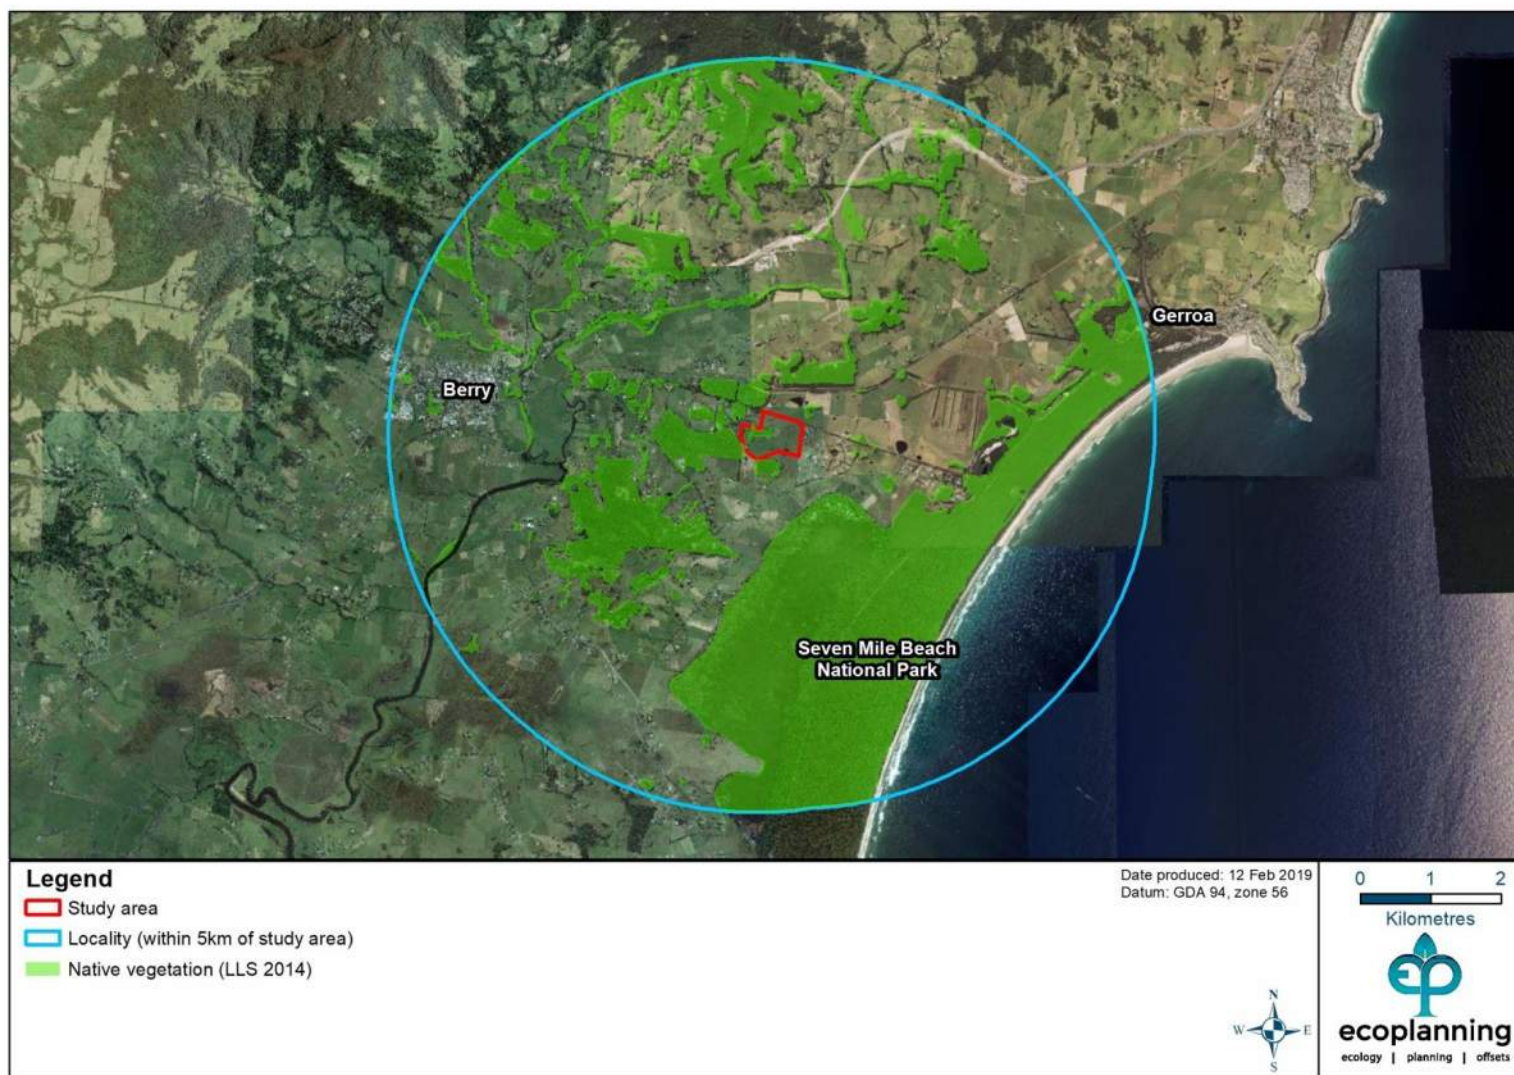 Gerroa
Berry
Seven Mile Beach
National Park
Legend
Study area
Locality (within 5km of study area)
Native vegetation (LLS 2014)
Date produced: 12 Feb 2019
Datum: GDA 94, zone 56
N
W E
S
0 1 2
Kilometres
ep
ecoplanning
ecology | planning | offsets